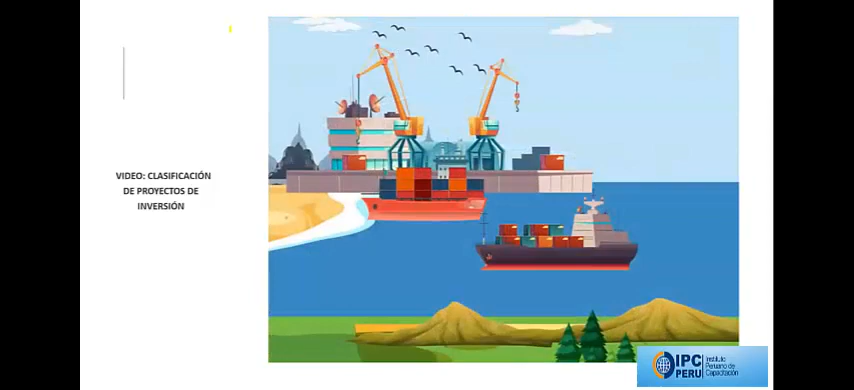 VIDEO: CLASIFICACIÓN
DE PROYECTOS DE
INVERSIÓN
IPC
PERU
Instituto
Peruano de
Capacitación